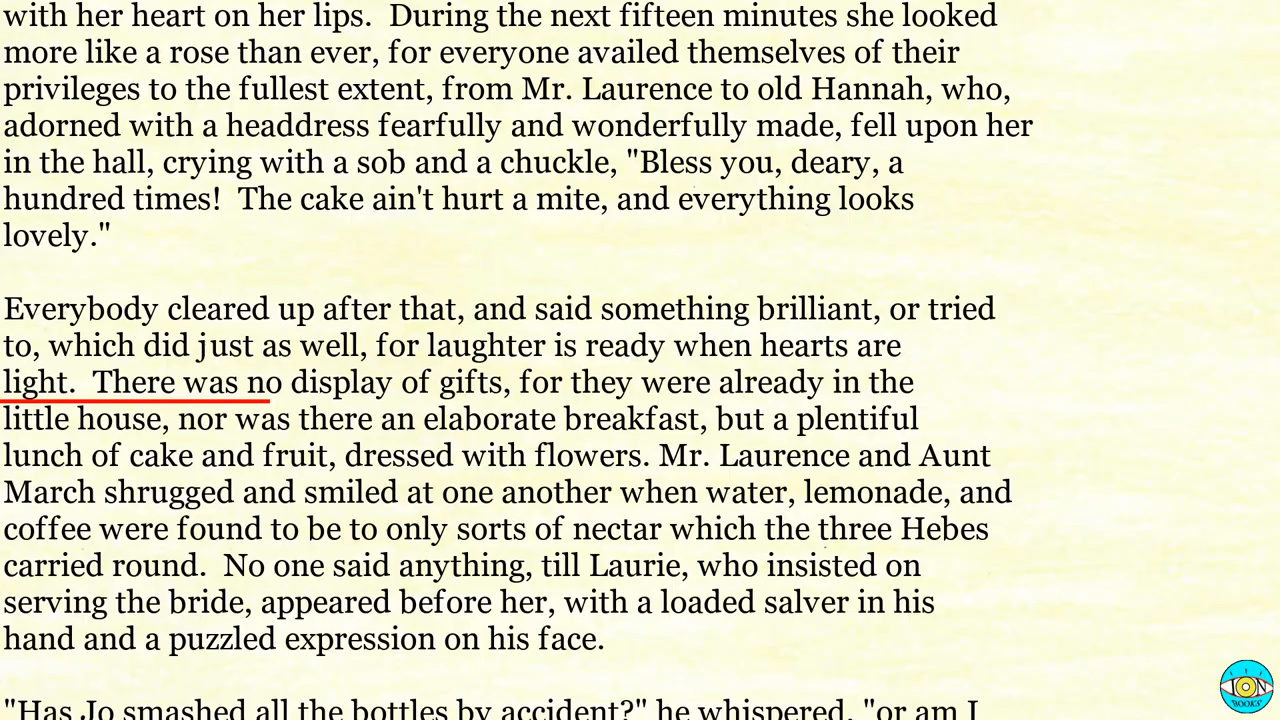 with her heart on her lips.  During the next fifteen minutes she looked
more like a rose than ever, for everyone availed themselves of their
privileges to the fullest extent, from Mr. Laurence to old Hannah, who,
adorned with a headdress fearfully and wonderfully made, fell upon her
in the hall, crying with a sob and a chuckle, "Bless you, deary, a
hundred times!  The cake ain't hurt a mite, and everything looks
lovely."
Everybody cleared up after that, and said something brilliant, or tried
to, which did just as well, for laughter is ready when hearts are
light.  There was no display of gifts, for they were already in the
little house, nor was there an elaborate breakfast, but a plentiful
lunch of cake and fruit, dressed with flowers. Mr. Laurence and Aunt
March shrugged and smiled at one another when water, lemonade, and
coffee were found to be to only sorts of nectar which the three Hebes
carried round.  No one said anything, till Laurie, who insisted on
serving the bride, appeared before her, with a loaded salver in his
hand and a puzzled expression on his face.
"Has Jo smashed all the bottles by accident?" he whispered, "or am I
ION
BOOKS